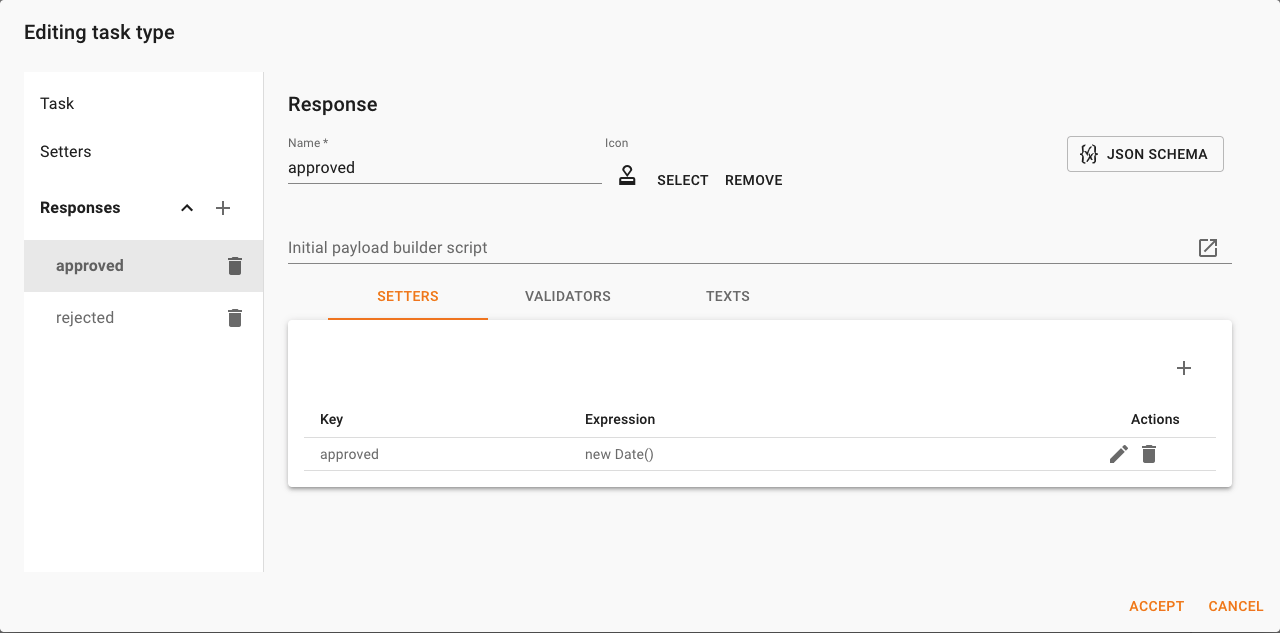 Editing task type
Task
Setters
Responses
approved
rejected
Response
Name *
approved
Icon
SELECT
REMOVE
JSON SCHEMA
Initial payload builder script
SETTERS
VALIDATORS
TEXTS
Key
Expression
Actions
approved
new Date()
ACCEPT
CANCEL